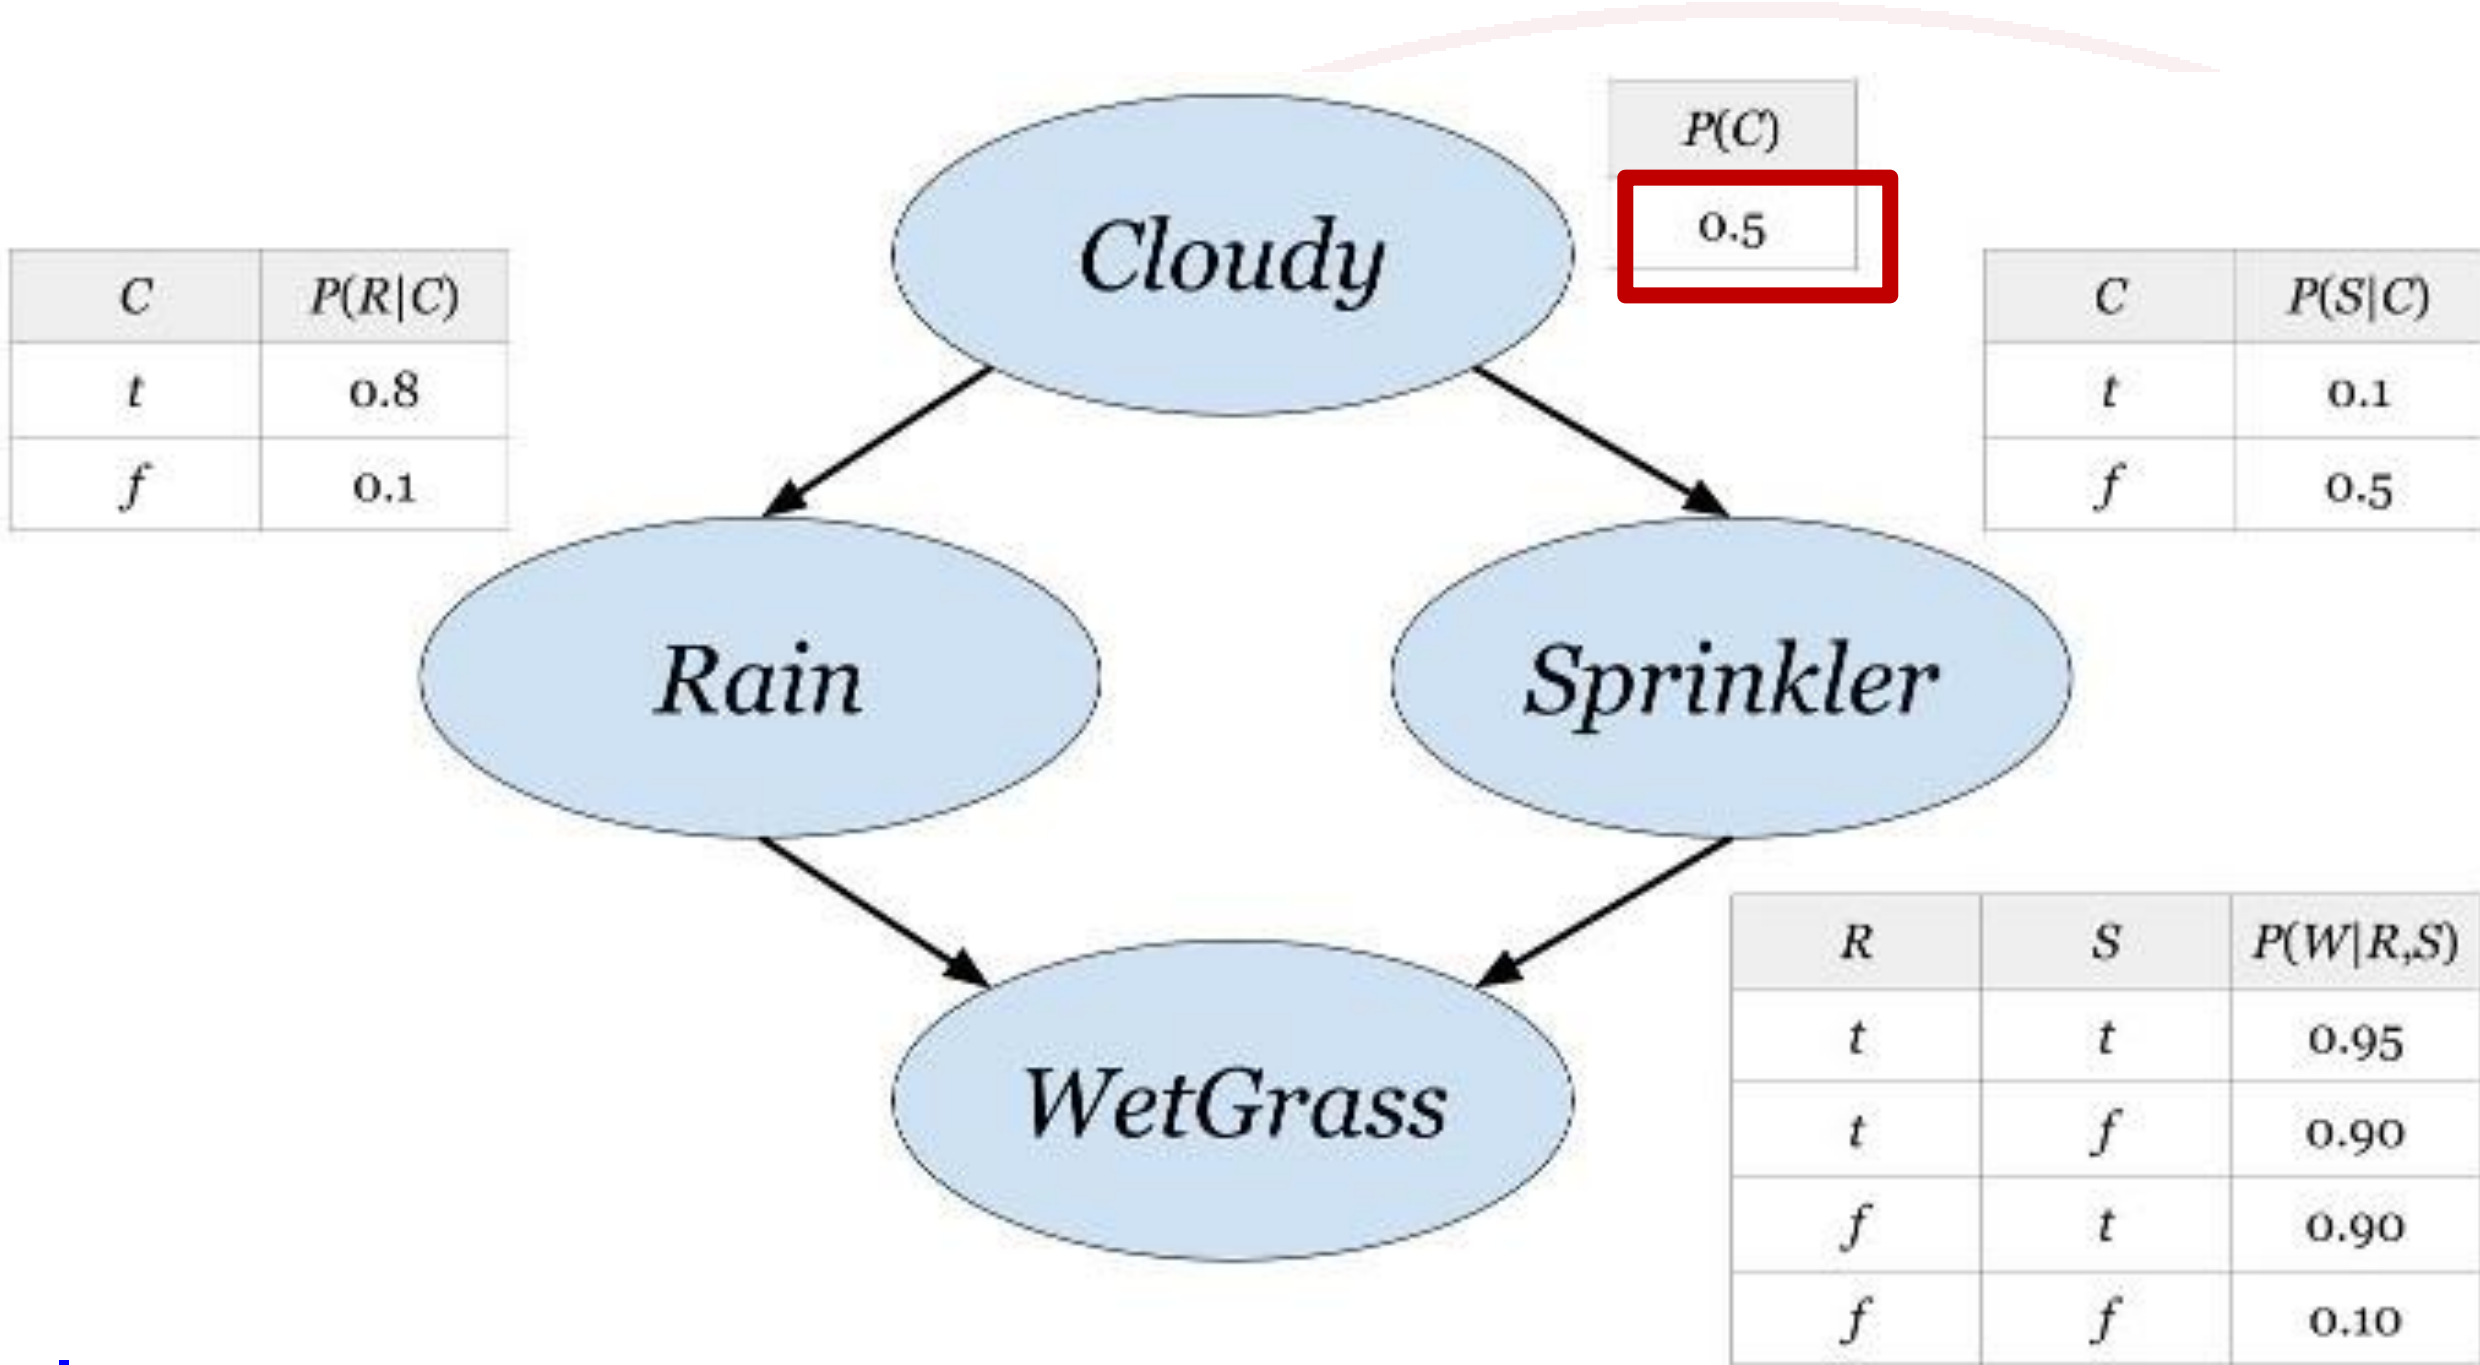 P(C)
0.5
Cloudy
C P(R|C)
t 0.8
f 0.1
C P(S|C)
t 0.1
f 0.5
Rain
Sprinkler
WetGrass
R S P(W|R,S)
t t 0.95
t f 0.90
f t 0.90
f f 0.10